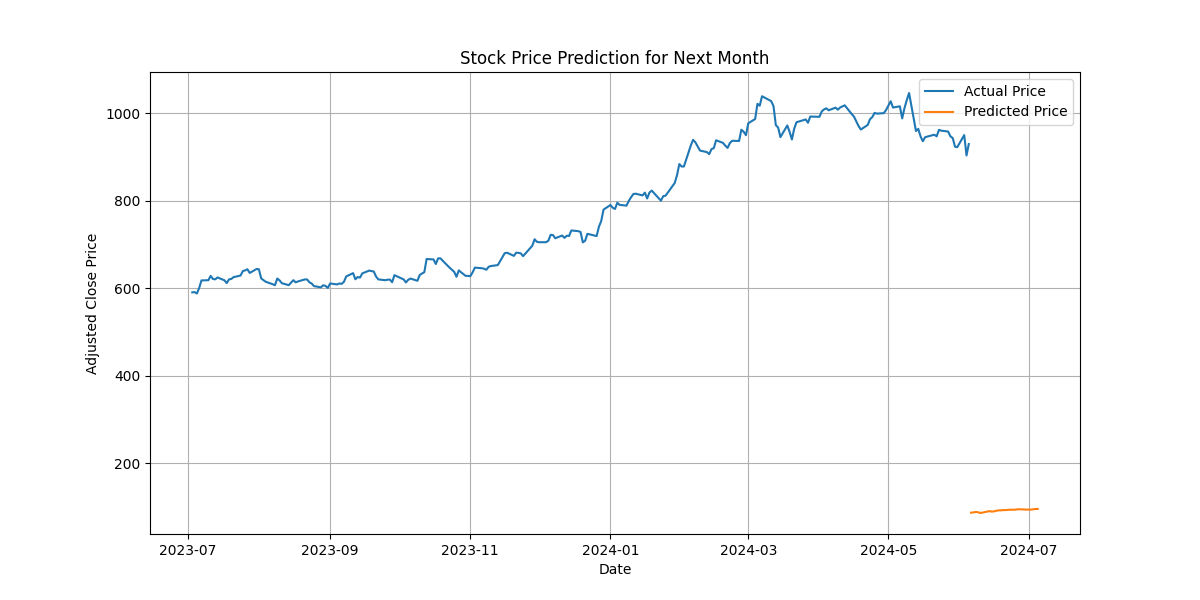 Stock Price Prediction for Next Month
Actual Price
Predicted Price
Adjusted Close Price
1000
800
600
400
200
2023-07 2023-09 2023-11 2024-01 2024-03 2024-05 2024-07
Date